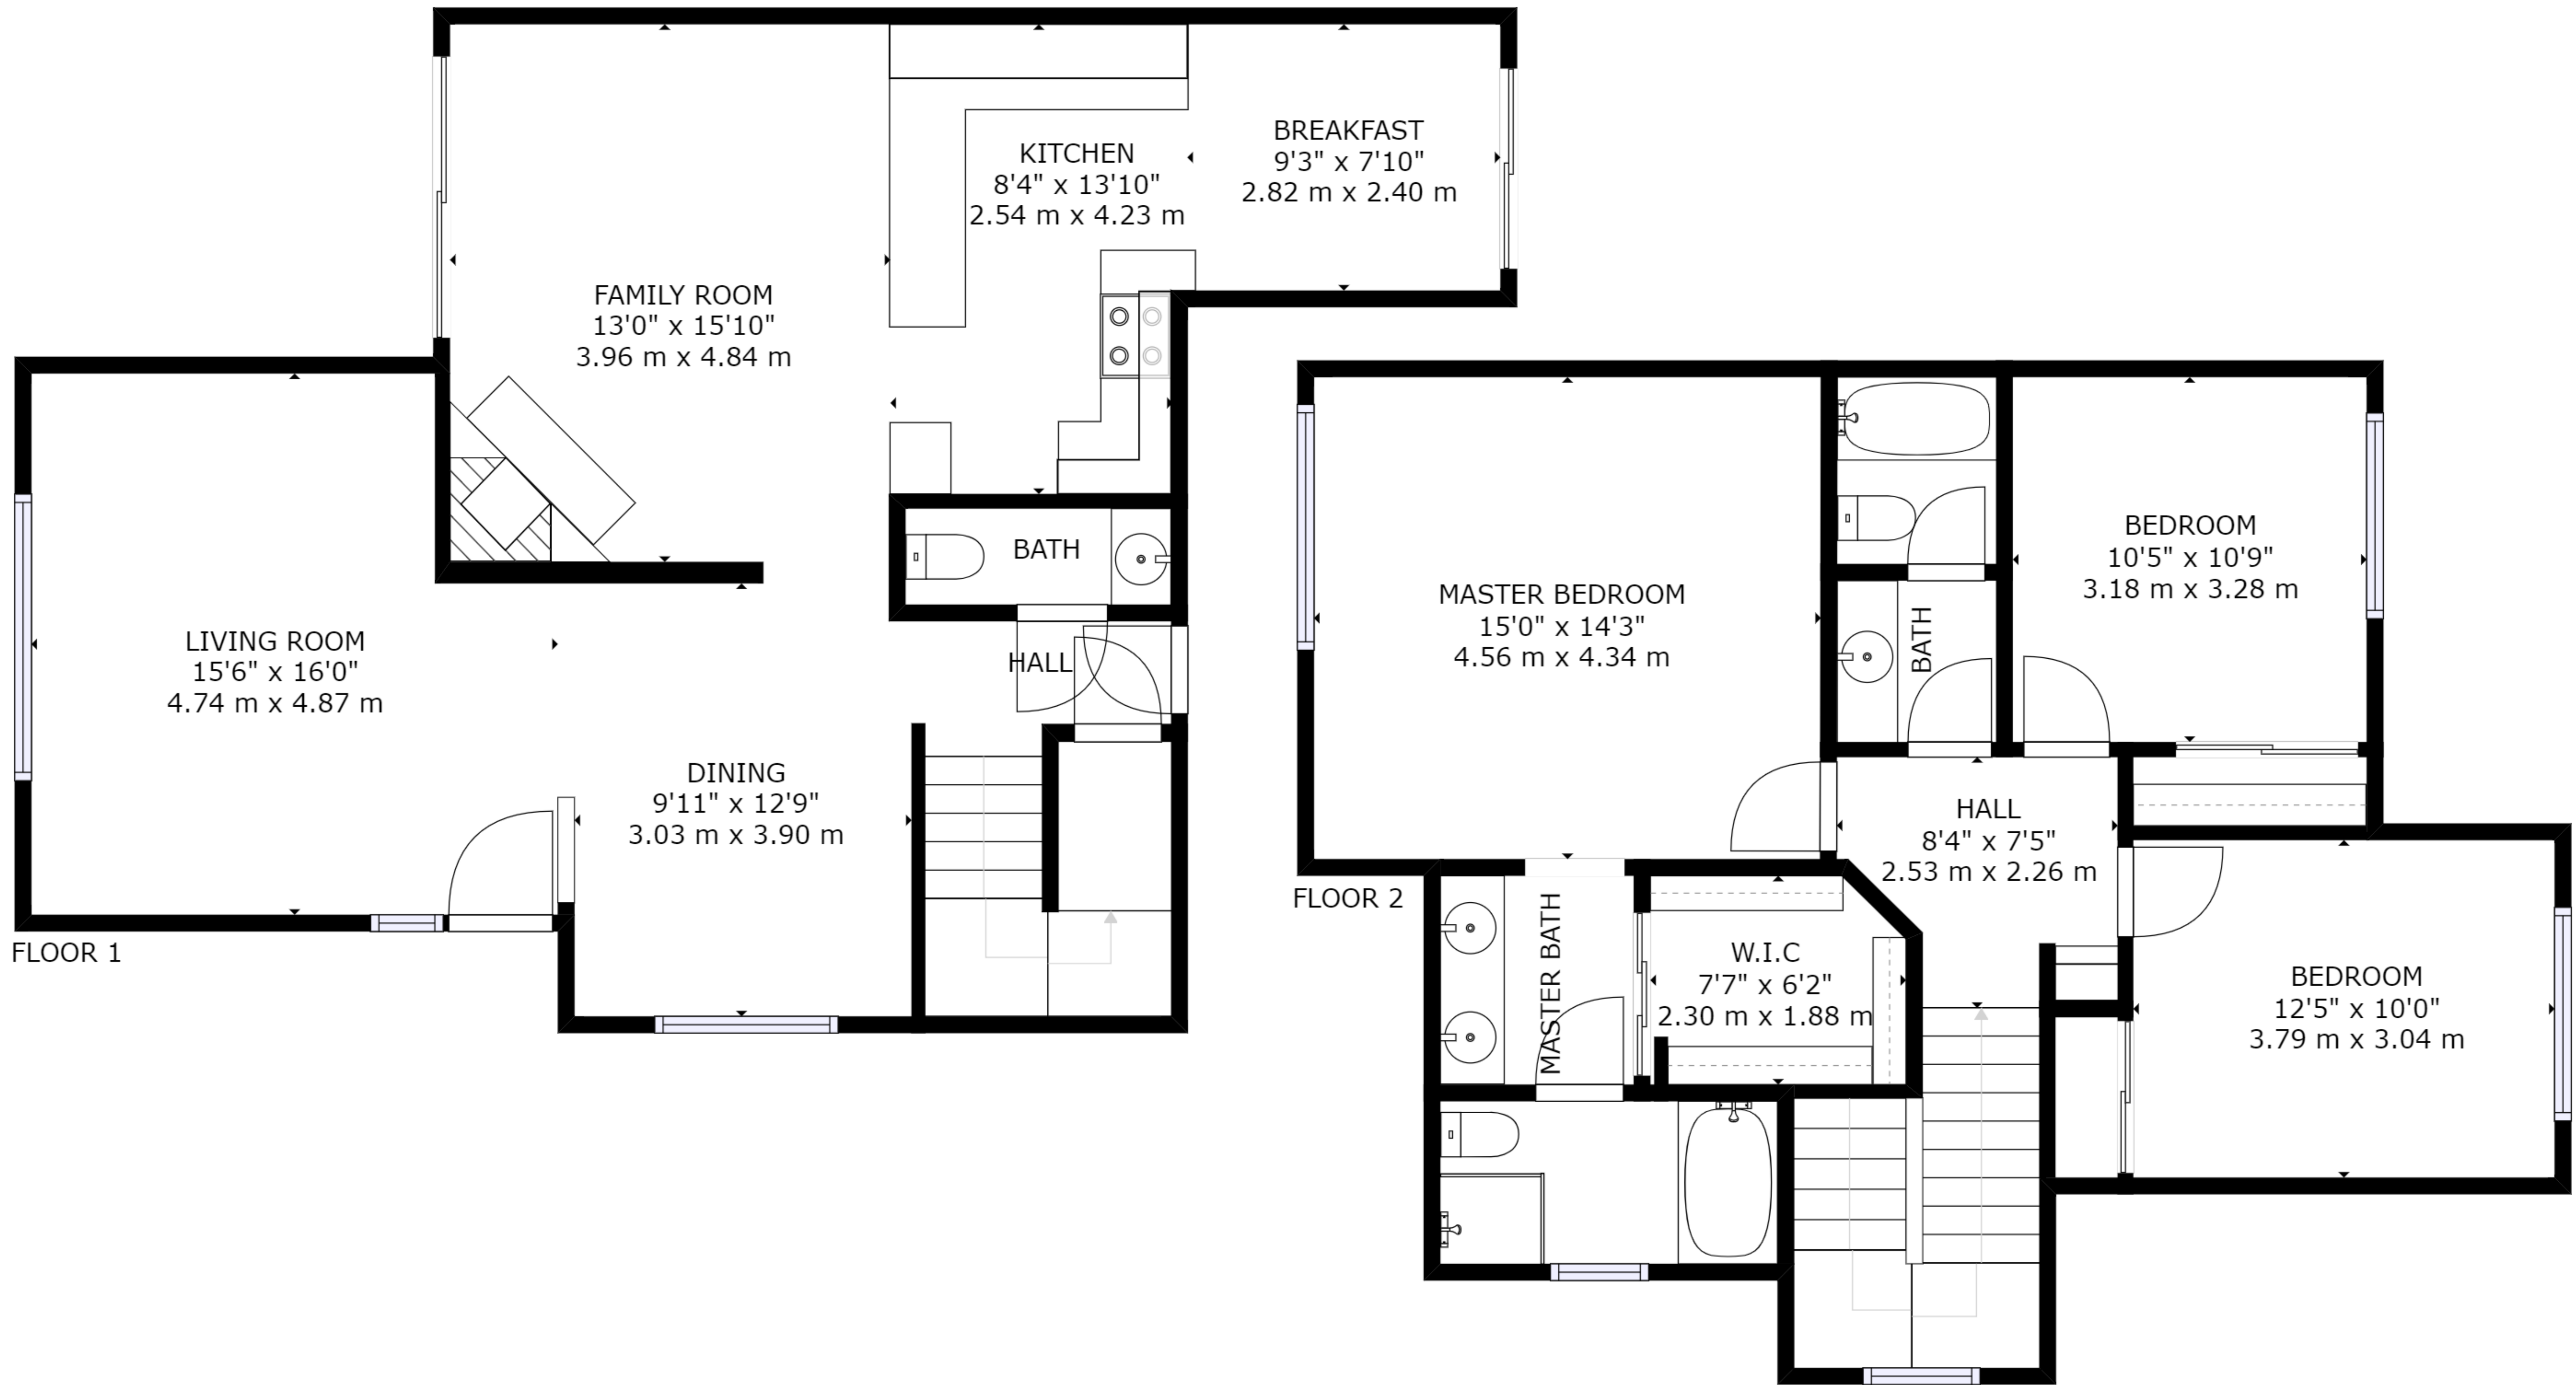 KITCHEN
8'4" x 13'10"
2.54 m x 4.23 m
BREAKFAST
9'3" x 7'10"
2.82 m x 2.40 m
FAMILY ROOM
13'0" x 15'10"
3.96 m x 4.84 m
BATH
LIVING ROOM
15'6" x 16'0"
4.74 m x 4.87 m
HALL
DINING
9'11" x 12'9"
3.03 m x 3.90 m
FLOOR 1
MASTER BEDROOM
15'0" x 14'3"
4.56 m x 4.34 m
BATH
BEDROOM
10'5" x 10'9"
3.18 m x 3.28 m
HALL
8'4" x 7'5"
2.53 m x 2.26 m
FLOOR 2
MASTER BATH
W.I.C
7'7" x 6'2"
2.30 m x 1.88 m
BEDROOM
12'5" x 10'0"
3.79 m x 3.04 m